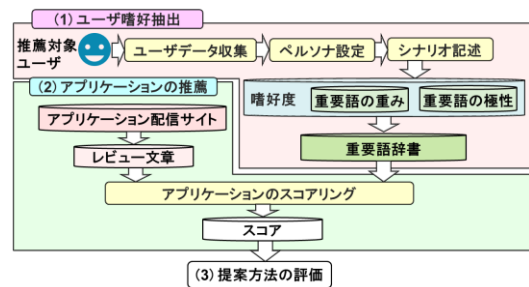 (1) ユーザ嗜好抽出
推薦対象
ユーザ
ユーザデータ収集
ペルソナ設定
シナリオ記述
(2) アプリケーションの推薦
嗜好度
重要語の重み
重要語の極性
アプリケーション配信サイト
重要語辞書
レビュー文章
アプリケーションのスコアリング
スコア
(3) 提案方法の評価